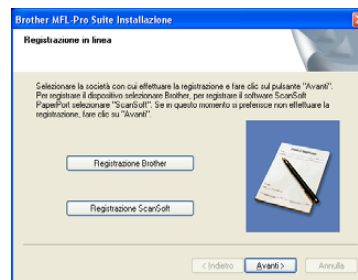 Brother MFL-Pro Suite Installazione
Registrazione in linea
Selezionare la società con cui effettuare la registrazione e fare clic sul pulsante "Avanti".
Per registrare il dispositivo selezionare Brother, per registrare il software ScanSoft
PaperPort selezionare "ScanSoft". Se in questo momento si preferisce non effettuare la
registrazione, fare clic su "Avanti".
Registrazione Brother
Registrazione ScanSoft
< Indietro Avanti > Annulla